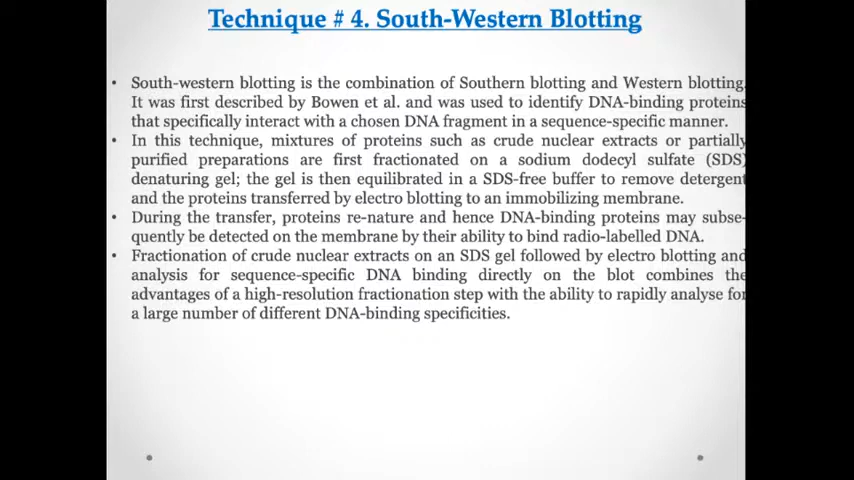 Technique # 4. South-Western Blotting
• South-western blotting is the combination of Southern blotting and Western blotting.
It was first described by Bowen et al. and was used to identify DNA-binding proteins
that specifically interact with a chosen DNA fragment in a sequence-specific manner.
• In this technique, mixtures of proteins such as crude nuclear extracts or partially
purified preparations are first fractionated on a sodium dodecyl sulfate (SDS)
denaturing gel; the gel is then equilibrated in a SDS-free buffer to remove detergent
and the proteins transferred by electro blotting to an immobilizing membrane.
• During the transfer, proteins re-nature and hence DNA-binding proteins may subse-
quently be detected on the membrane by their ability to bind radio-labelled DNA.
• Fractionation of crude nuclear extracts on an SDS gel followed by electro blotting and
analysis for sequence-specific DNA binding directly on the blot combines the
advantages of a high-resolution fractionation step with the ability to rapidly analyse for
a large number of different DNA-binding specificities.